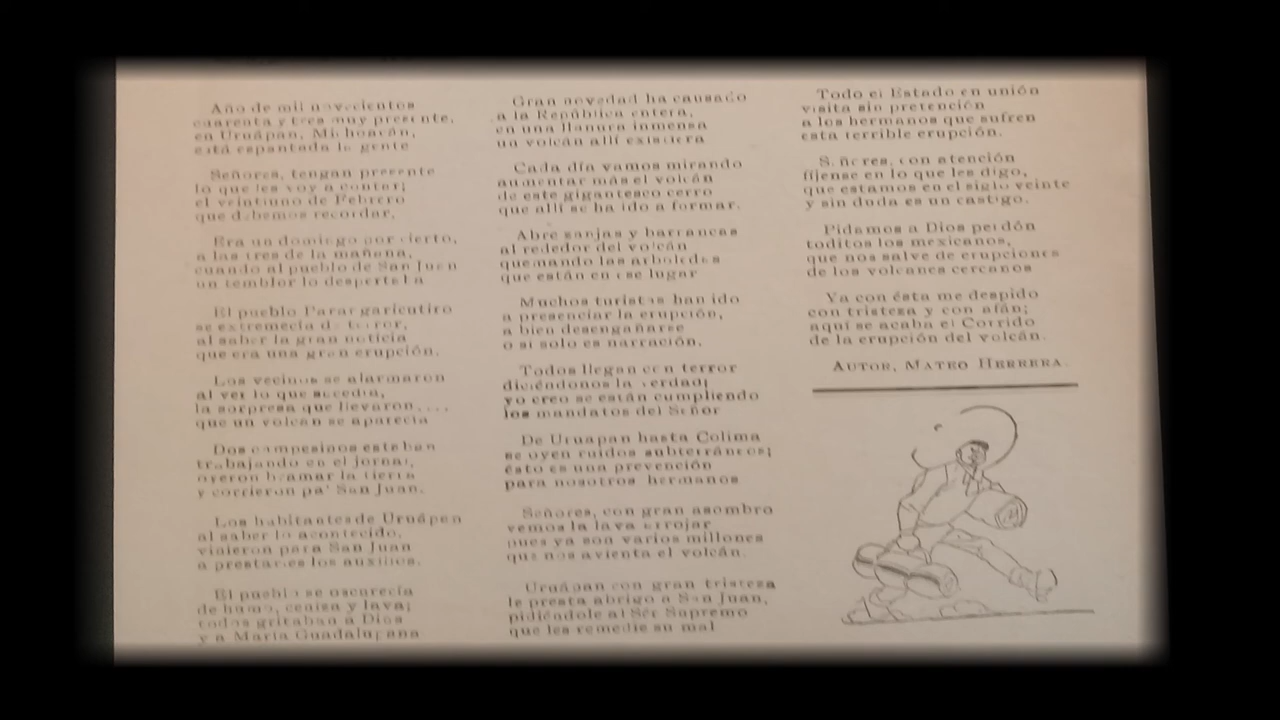 Año de mil novecientos
cuarenta y tres muy presente,
en Uruápan, Michoacán,
está espantada la gente
Señores, tengan presente
lo que les voy a contar;
el veintiuno de Febrero
que debemos recordar.
Era un domingo por cierto,
a las tres de la mañana,
cuando al pueblo de San Juan
un temblor lo despertaba
El pueblo Parangaricutiro
se extremecía de terror,
al saber la gran noticia
que era una gran erupción.
Los vecinos se alarmaron
al ver lo que sucedía,
la sorpresa que llevaron....
que un volcán se aparecía
Dos campesinos estaban
trabajando en el jornal,
oyeron bramar la tierra
y corrieron pa' San Juan.
Los habitantes de Uruápan
al saber lo acontecido,
vinieron para San Juan
a prestarles los auxilios.
El pueblo se oscurecía
de humo, ceniza y lava;
todos gritaban a Dios
y a María Guadalupana
Gran novedad ha causado
a la República entera,
en una llanura inmensa
un volcán allí existiera
Cada día vamos mirando
aumentar más el volcán
de este gigantesco cerro
que allí se ha ido a formar.
Abre sanjas y barrancas
al rededor del volcán
quemando las arboledas
que están en ese lugar
Muchos turistas han ido
a presenciar la erupción,
a bien desengañarse
o si solo es narración.
Todos llegan con terror
diciéndonos la verdad;
yo creo se están cumpliendo
los mandatos del Señor
De Uruapan hasta Colima
se oyen ruidos subterráneos;
ésto es una prevención
para nosotros hermanos
Señores, con gran asombro
vemos la lava arrojar
pues ya son varios millones
que nos avienta el volcán.
Uruápan con gran tristeza
le presta abrigo a San Juan,
pidiéndole al Sér Supremo
que les remedie su mal
Todo el Estado en unión
visita sin pretención
a los hermanos que sufren
esta terrible erupción.
Señores, con atención
fíjense en lo que les digo,
que estamos en el siglo veinte
y sin duda es un castigo.
Pidamos a Dios perdón
toditos los mexicanos,
que nos salve de erupciones
de los volcanes cercanos
Ya con ésta me despido
con tristeza y con afán;
aquí se acaba el Corrido
de la erupción del volcán.
AUTOR, MATEO HERRERA.